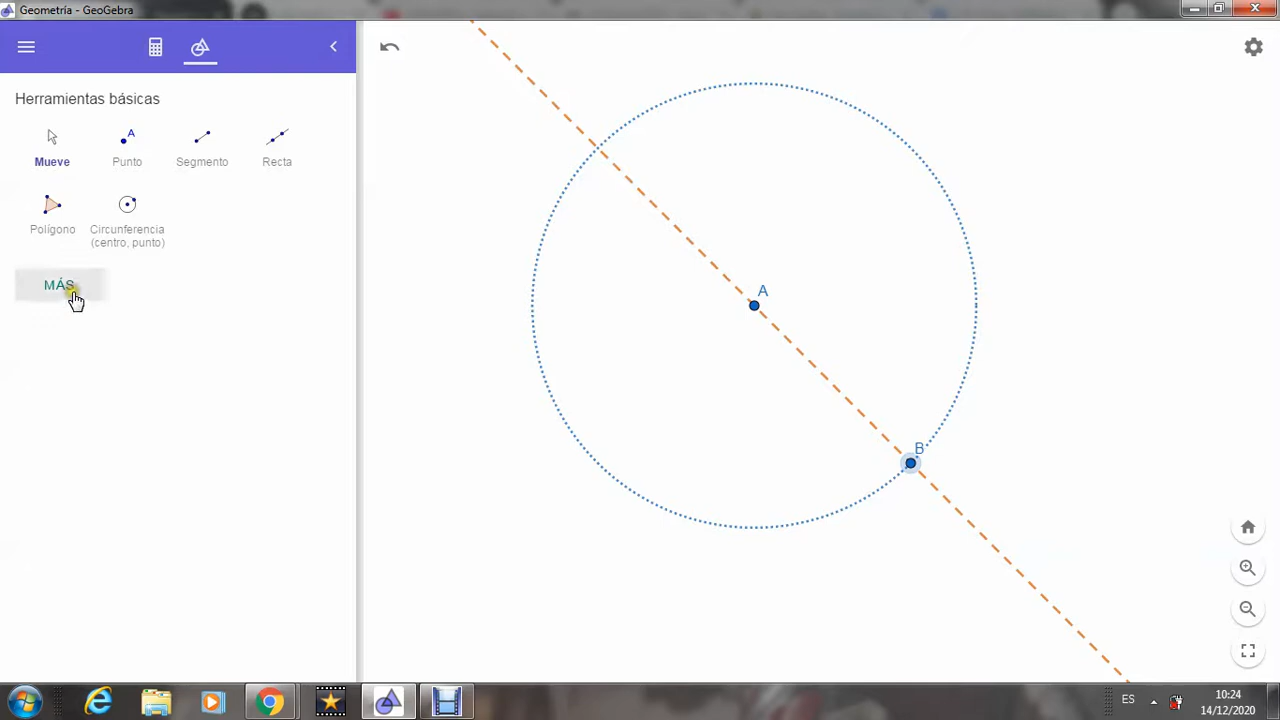 Geometría - GeoGebra
Herramientas básicas
A
Mueve
Punto
Segmento
Recta
Polígono
Circunferencia
(centro, punto)
MÁS
A
B
ES
10:24
14/12/2020